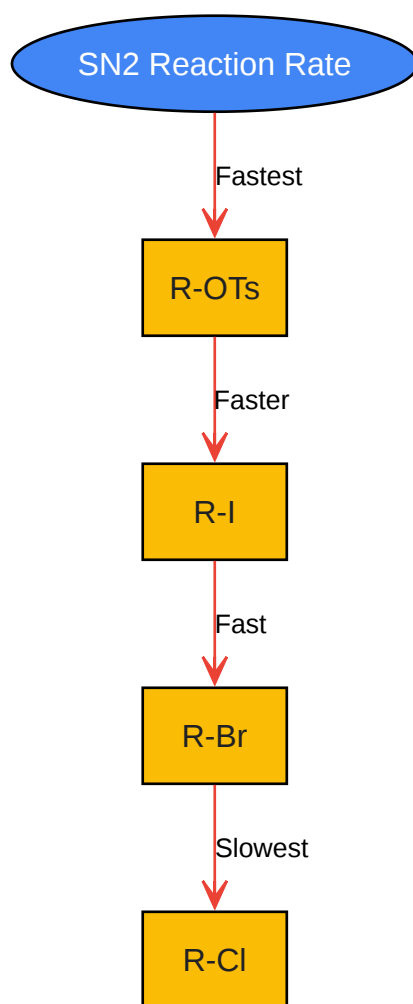 SN2 Reaction Rate
Fastest
R-OTs
Faster
R-I
Fast
R-Br
Slowest
R-Cl